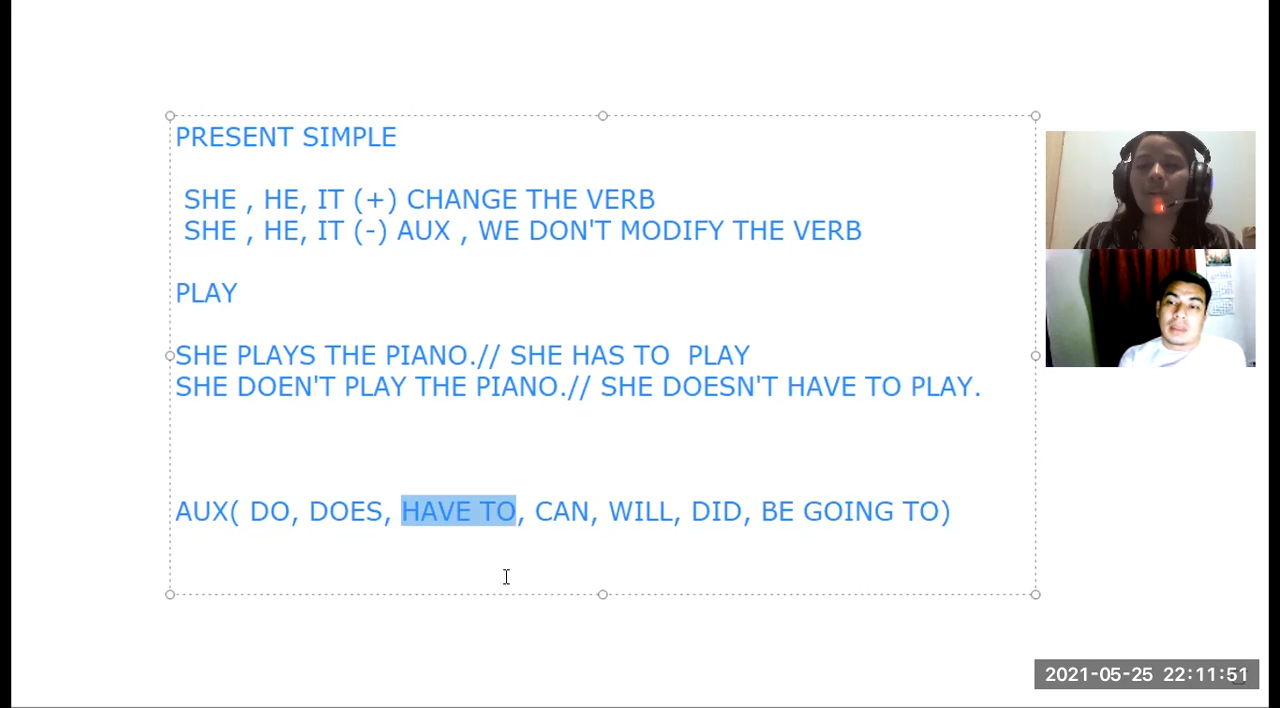 PRESENT SIMPLE
SHE , HE, IT (+) CHANGE THE VERB
SHE , HE, IT (-) AUX , WE DON'T MODIFY THE VERB
PLAY
SHE PLAYS THE PIANO.// SHE HAS TO  PLAY
SHE DOEN'T PLAY THE PIANO.// SHE DOESN'T HAVE TO PLAY.
AUX( DO, DOES, HAVE TO, CAN, WILL, DID, BE GOING TO)
2021-05-25 22:11:51